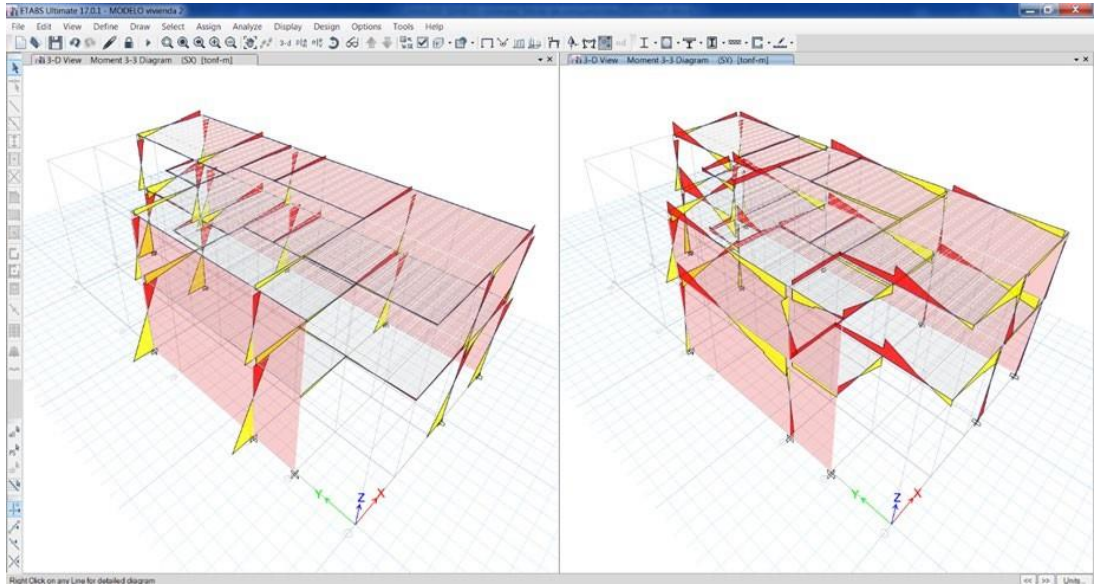 ETABS Ultimate 17.0.1 - MODELO vivienda 2
File Edit View Define Draw Select Assign Analyze Display Design Options Tools Help
3-d
3-D View Moment 3-3 Diagram (SX) [tonf-m]
3-D View Moment 3-3 Diagram (SX) [tonf-m]
Y Z X
Y Z X
Right Click on any Line for detailed diagram
<< >> Units...